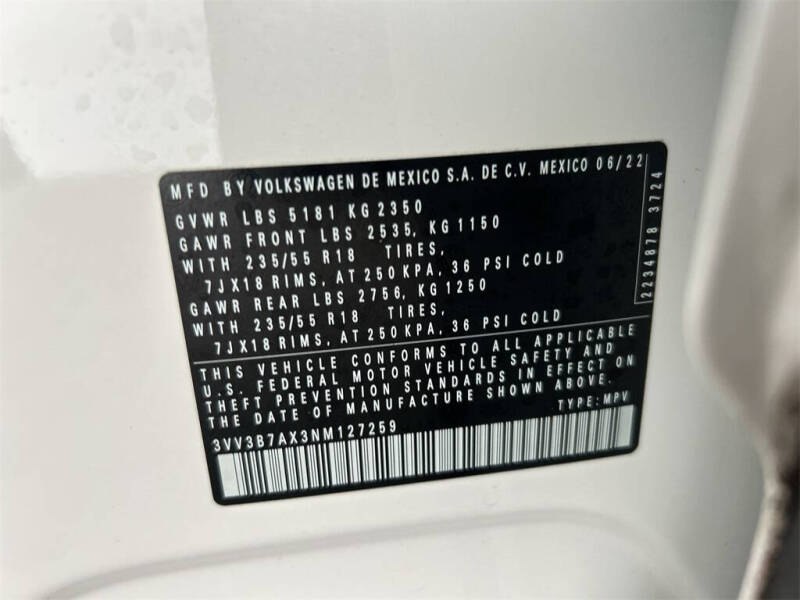 MFD BY VOLKSWAGEN DE MEXICO S.A. DE C.V. MEXICO 06/22
GVWR LBS 5181 KG 2350
GAWR FRONT LBS 2535, KG 1150
WITH 235/55 R18 TIRES,
7JX18 RIMS, AT 250 KPA, 36 PSI COLD
GAWR REAR LBS 2756, KG 1250
WITH 235/55 R18 TIRES,
7JX18 RIMS, AT 250 KPA, 36 PSI COLD
THIS VEHICLE CONFORMS TO ALL APPLICABLE
U.S. FEDERAL MOTOR VEHICLE SAFETY AND
THEFT PREVENTION STANDARDS IN EFFECT ON
THE DATE OF MANUFACTURE SHOWN ABOVE.
3VV3B7AX3NM127259 TYPE: MPV
2234878 3724